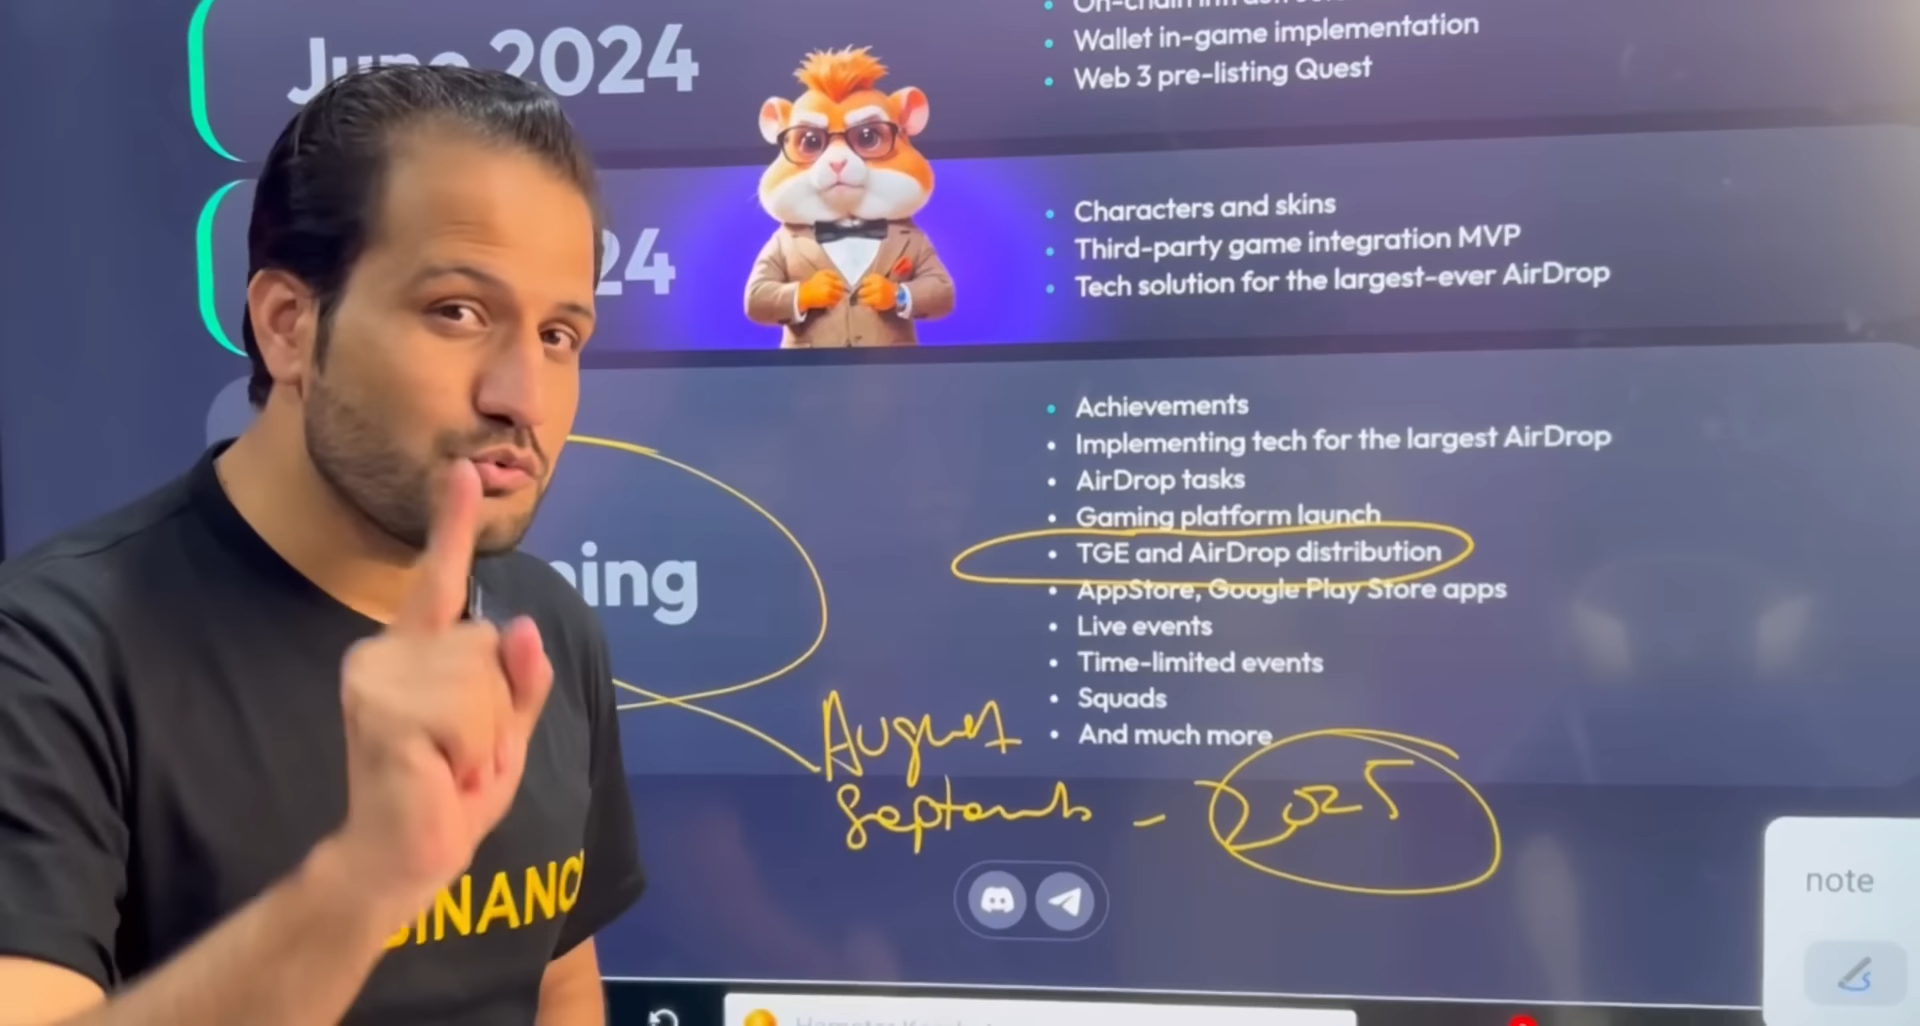 June 2024
Wallet in-game implementation
Web 3 pre-listing Quest
24
Characters and skins
Third-party game integration MVP
Tech solution for the largest-ever AirDrop
ing
Achievements
Implementing tech for the largest AirDrop
AirDrop tasks
Gaming platform launch
TGE and AirDrop distribution
AppStore, Google Play Store apps
Live events
Time-limited events
Squads
And much more
August
2025
BINANC
note